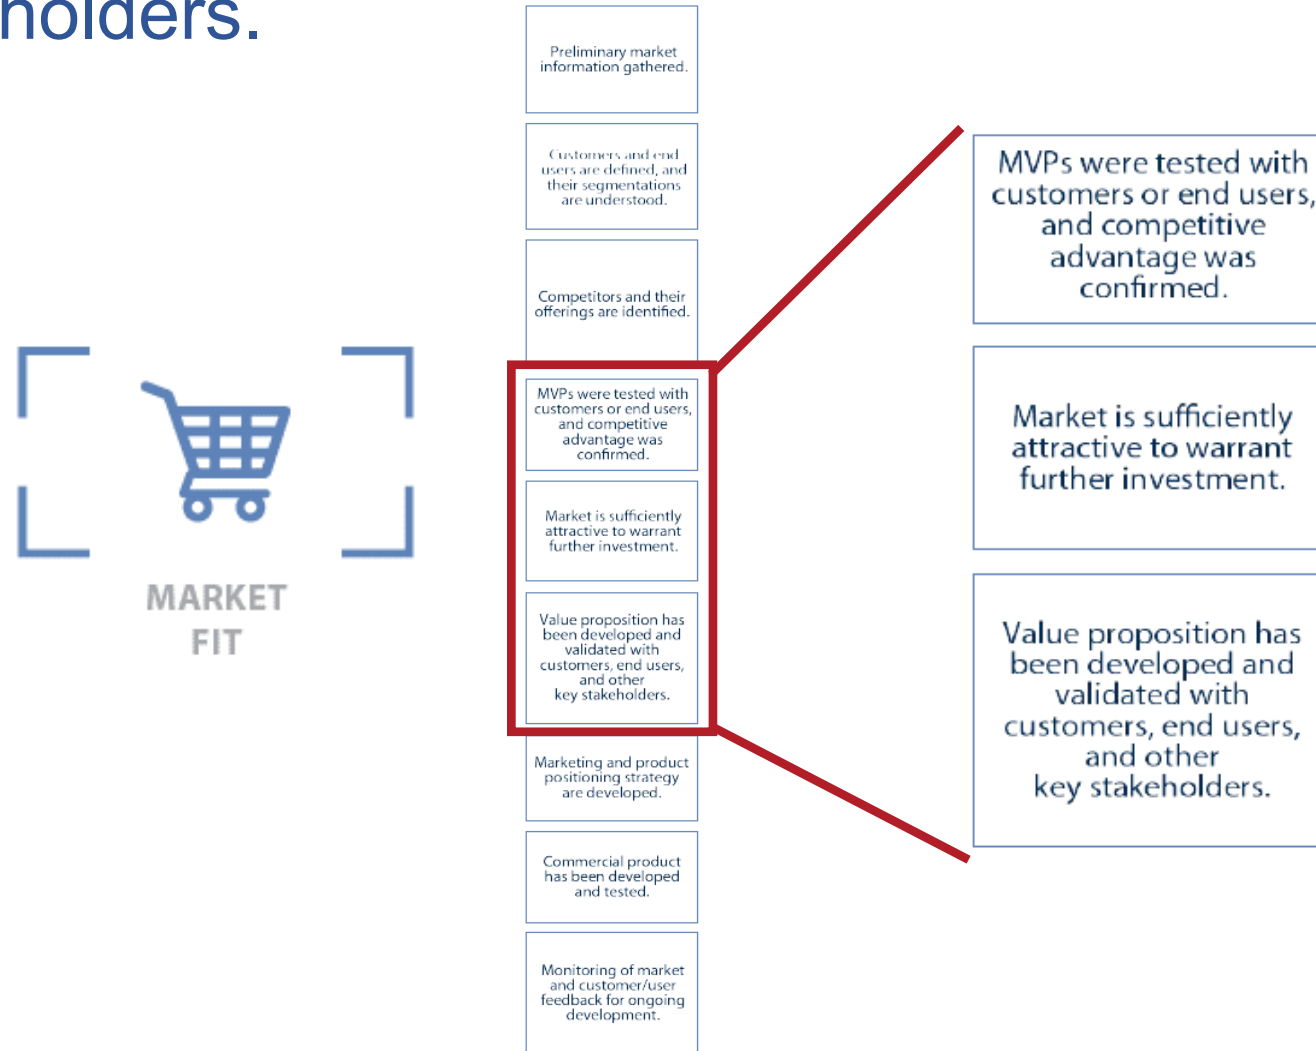 holders.
Preliminary market
information gathered.
Customers and end
users are defined, and
their segmentations
are understood.
Competitors and their
offerings are identified.
MVPs were tested with
customers or end users,
and competitive
advantage was
confirmed.
Market is sufficiently
attractive to warrant
further investment.
Value proposition has
been developed and
validated with
customers, end users,
and other
key stakeholders.
Marketing and product
positioning strategy
are developed.
Commercial product
has been developed
and tested.
Monitoring of market
and customer/user
feedback for ongoing
development.
MARKET
FIT
MVPs were tested with
customers or end users,
and competitive
advantage was
confirmed.
Market is sufficiently
attractive to warrant
further investment.
Value proposition has
been developed and
validated with
customers, end users,
and other
key stakeholders.